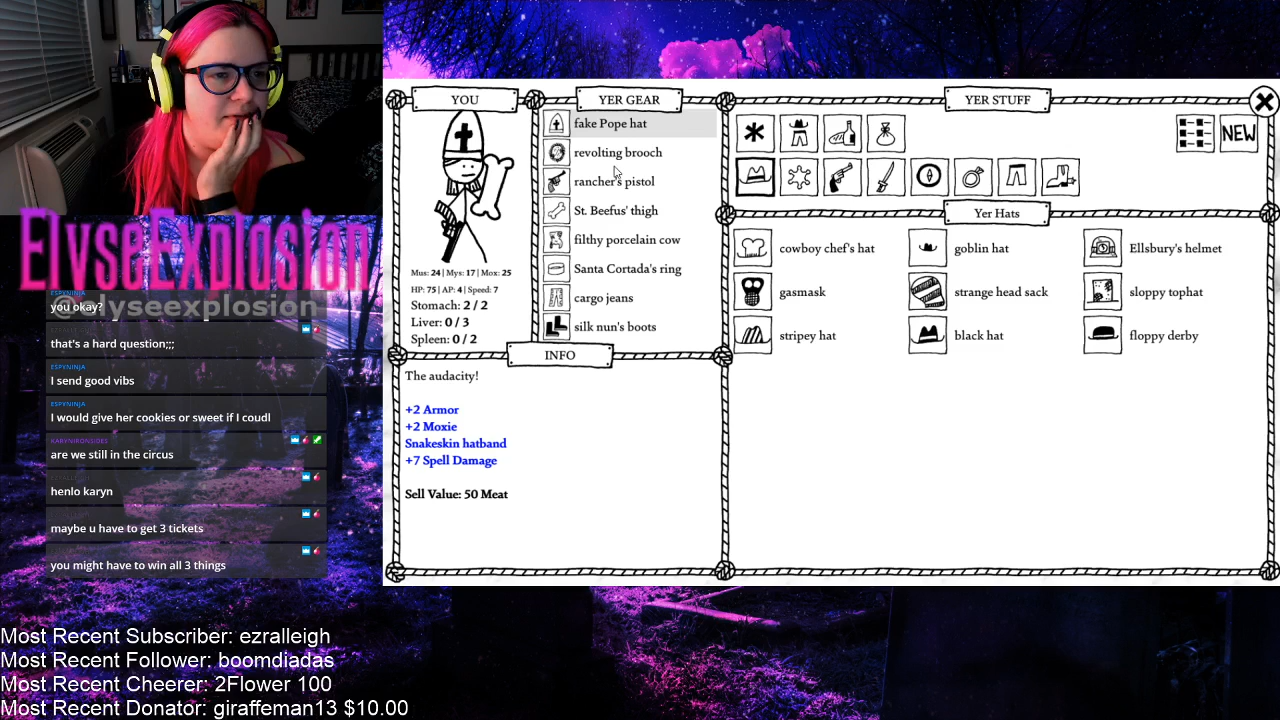 YOU
YER GEAR
YER STUFF
fake Pope hat
revolting brooch
rancher's pistol
St. Beefus' thigh
filthy porcelain cow
Santa Cortada's ring
cargo jeans
silk nun's boots
Mus: 24 | Mys: 17 | Mox: 25
HP: 75 | AP: 4 | Speed: 7
Stomach: 2 / 2
Liver: 0 / 3
Spleen: 0 / 2
INFO
The audacity!
+2 Armor
+2 Moxie
Snakeskin hatband
+7 Spell Damage
Sell Value: 50 Meat
NEW
Yer Hats
cowboy chef's hat
goblin hat
Ellsbury's helmet
gasmask
strange head sack
sloppy tophat
stripey hat
black hat
floppy derby
ElyseExplosion
@elyseexplosion
ESPYNINJA
you okay?
that's a hard question;;;
ESPYNINJA
I send good vibs
ESPYNINJA
I would give her cookies or sweet if I coudl
KARYNIRONSIDES
are we still in the circus
henlo karyn
maybe u have to get 3 tickets
you might have to win all 3 things
Most Recent Subscriber: ezralleigh
Most Recent Follower: boomdiadas
Most Recent Cheerer: 2Flower 100
Most Recent Donator: giraffeman13 $10.00